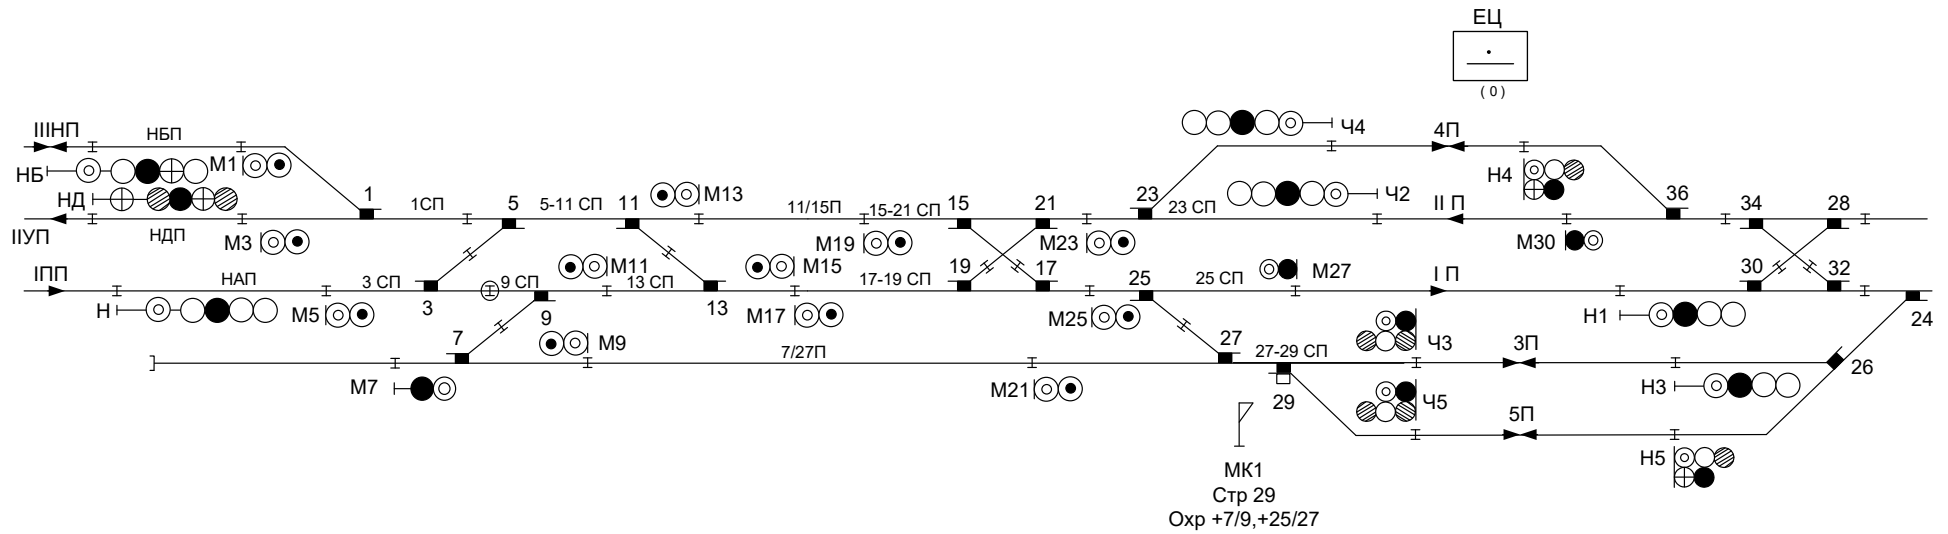 ЕЦ
( 0 )
IIIНП
НБП
НБ
М1
НД
IIУП
НДП
М3
1
1СП
5
5-11 СП
11
М13
11/15П
15-21 СП
15
21
М19
М23
23
23 СП
Ч4
Ч2
4П
II П
Н4
М30
36
34
28
IПП
НАП
Н
М5
3 СП
3
9 СП
9
М11
13 СП
13
М15
М17
17-19 СП
19
17
М25
25
25 СП
М27
I П
Н1
30
32
24
7
М9
М7
7/27П
М21
27
27-29 СП
29
Ч3
Ч5
3П
5П
Н3
Н5
26
МК1
Стр 29
Охр +7/9,+25/27